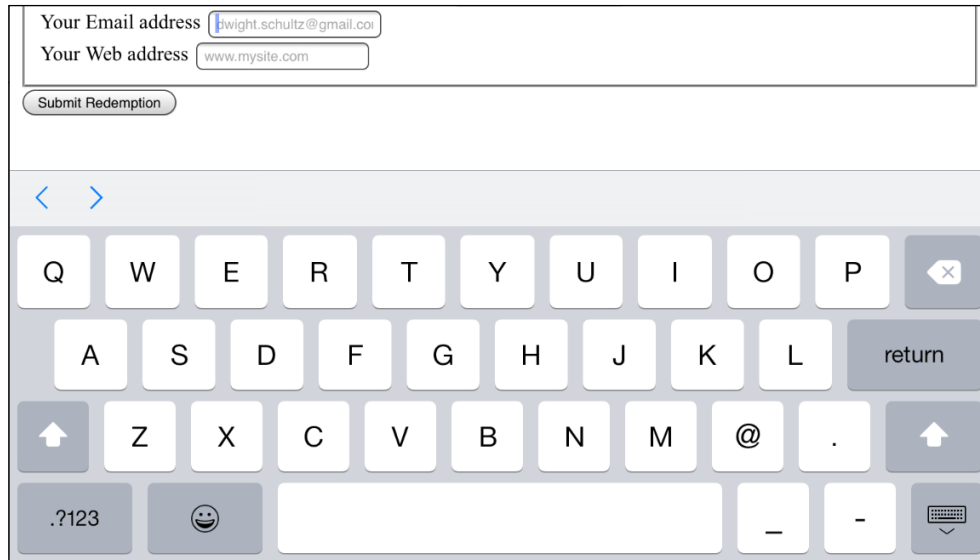 Your Email address dwight.schultz@gmail.co
Your Web address www.mysite.com
Submit Redemption
Q W E R T Y U I O P
A S D F G H J K L return
Z X C V B N M @ .
.?123 _ -